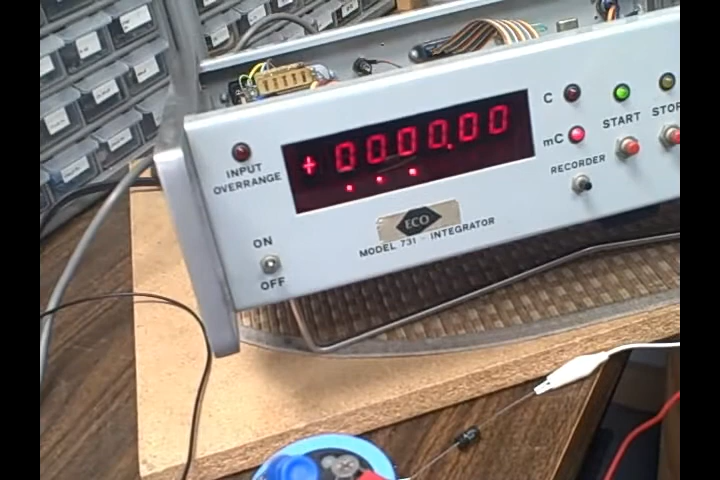 + 0000.00
C
mC
START
STOP
INPUT
OVERRANGE
RECORDER
ECO
MODEL 731 - INTEGRATOR
ON
OFF